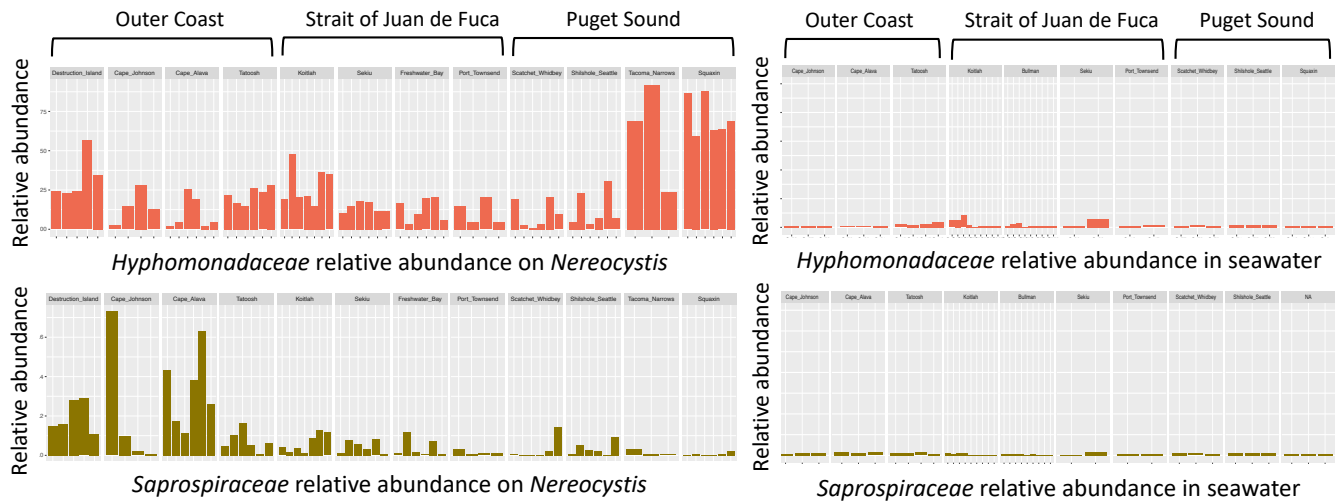 Outer Coast Strait of Juan de Fuca Puget Sound
Destruction_Island Cape_Johnson Cape_Alava Tatoosh Koitlah Sekiu Freshwater_Bay Port_Townsend Scatchet_Whidbey Shilshole_Seattle Tacoma_Narrows Squaxin
Relative abundance
75
50
25
00
Hyphomonadaceae relative abundance on Nereocystis
Outer Coast Strait of Juan de Fuca Puget Sound
Cape_Johnson Cape_Alava Tatoosh Koitlah Bullman Sekiu Port_Townsend Scatchet_Whidbey Shilshole_Seattle Squaxin
Relative abundance
Hyphomonadaceae relative abundance in seawater
Destruction_Island Cape_Johnson Cape_Alava Tatoosh Koitlah Sekiu Freshwater_Bay Port_Townsend Scatchet_Whidbey Shilshole_Seattle Tacoma_Narrows Squaxin
Relative abundance
.6
.4
.2
.0
Saprospiraceae relative abundance on Nereocystis
Cape_Johnson Cape_Alava Tatoosh Koitlah Bullman Sekiu Port_Townsend Scatchet_Whidbey Shilshole_Seattle NA
Relative abundance
Saprospiraceae relative abundance in seawater